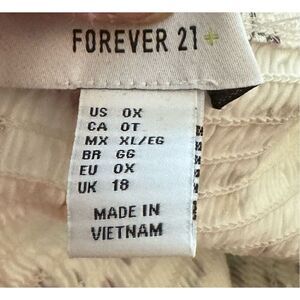 FOREVER 21+
US 0X
CA 0T
MX XL/EG
BR GG
EU 0X
UK 18
MADE IN
VIETNAM